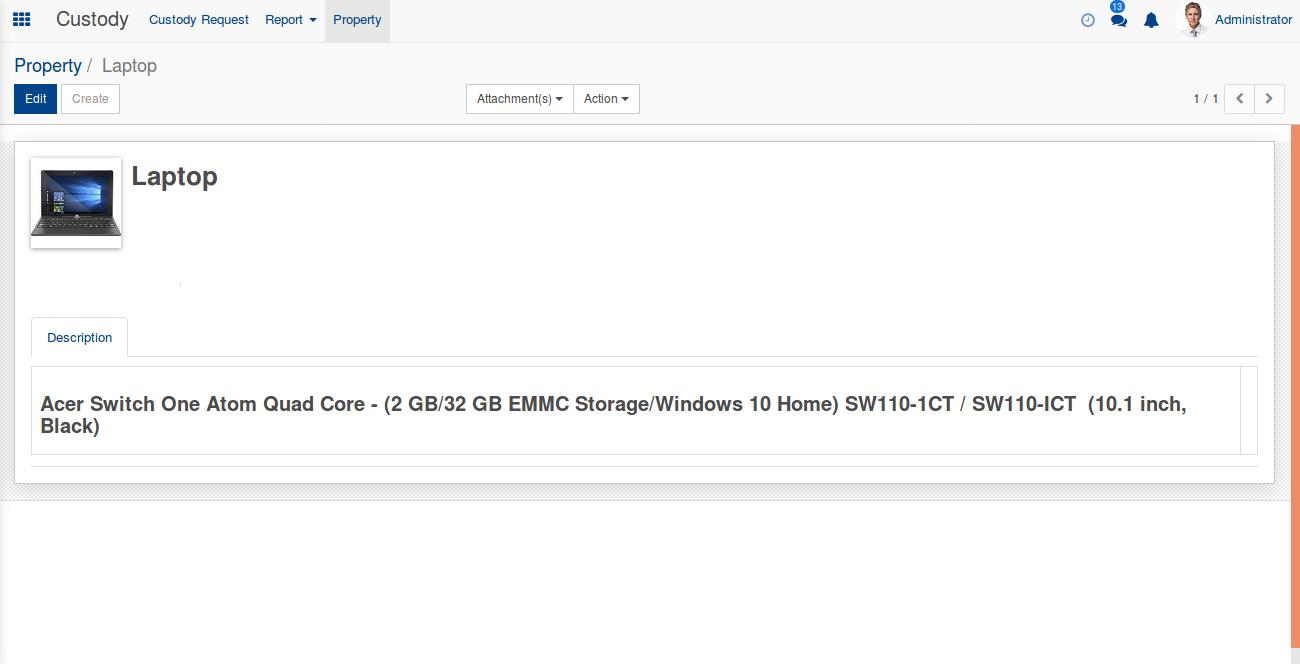 Custody Custody Request Report Property 13 Administrator
Property / Laptop
Edit Create Attachment(s) Action 1 / 1
Laptop
Description
Acer Switch One Atom Quad Core - (2 GB/32 GB EMMC Storage/Windows 10 Home) SW110-1CT / SW110-ICT (10.1 inch,
Black)